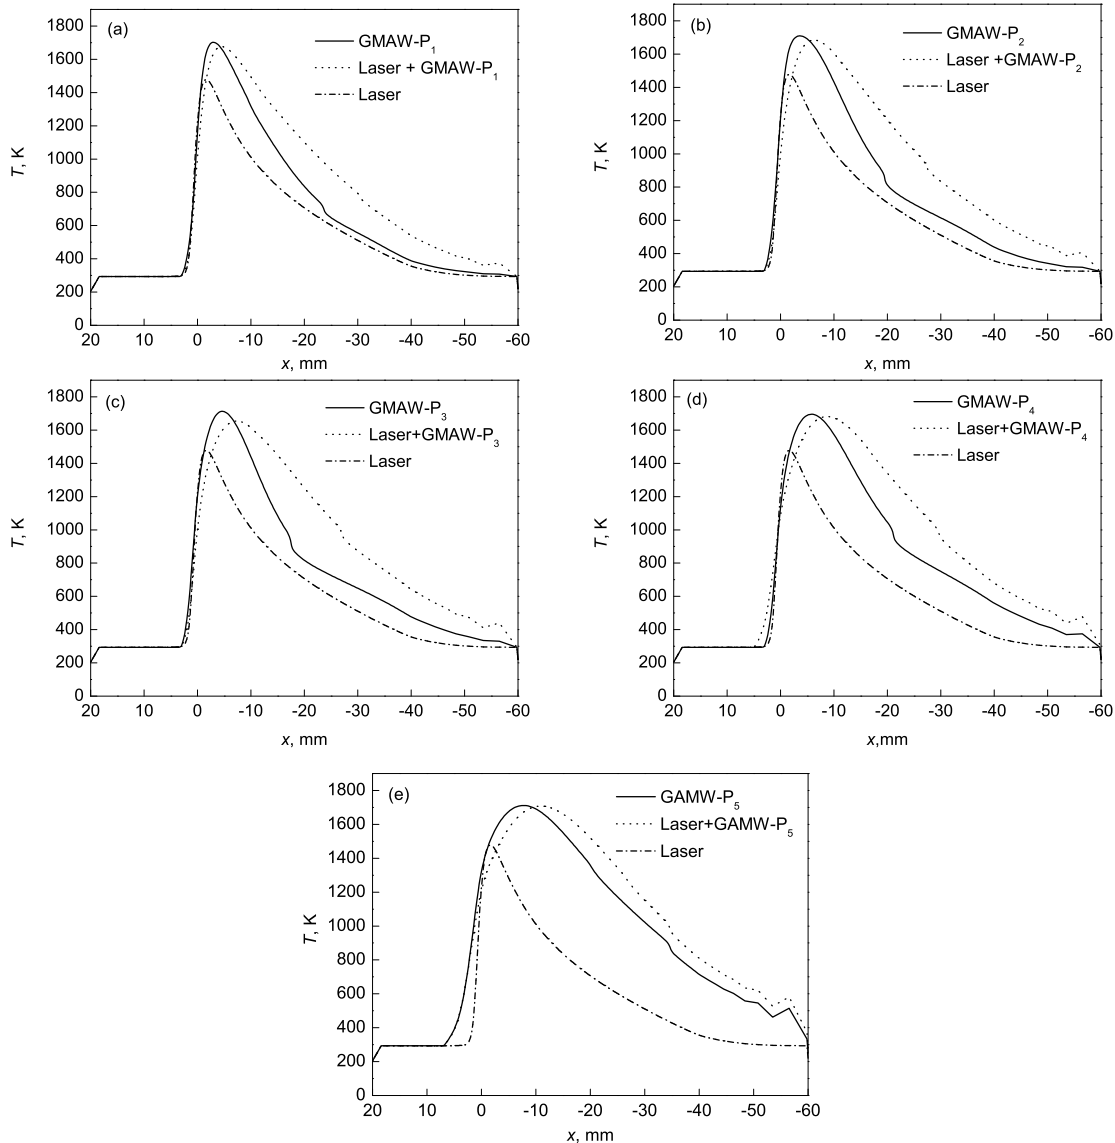 (a)
GMAW-P1
Laser + GMAW-P1
Laser
T, K
1800
1600
1400
1200
1000
800
600
400
200
0
20 10 0 -10 -20 -30 -40 -50 -60
x, mm
(b)
GMAW-P2
Laser +GMAW-P2
Laser
T, K
1800
1600
1400
1200
1000
800
600
400
200
0
20 10 0 -10 -20 -30 -40 -50 -60
x, mm
(c)
GMAW-P3
Laser+GMAW-P3
Laser
T, K
1800
1600
1400
1200
1000
800
600
400
200
0
20 10 0 -10 -20 -30 -40 -50 -60
x, mm
(d)
GMAW-P4
Laser+GMAW-P4
Laser
T, K
1800
1600
1400
1200
1000
800
600
400
200
0
20 10 0 -10 -20 -30 -40 -50 -60
x,mm
(e)
GAMW-P5
Laser+GAMW-P5
Laser
T, K
1800
1600
1400
1200
1000
800
600
400
200
0
20 10 0 -10 -20 -30 -40 -50 -60
x, mm